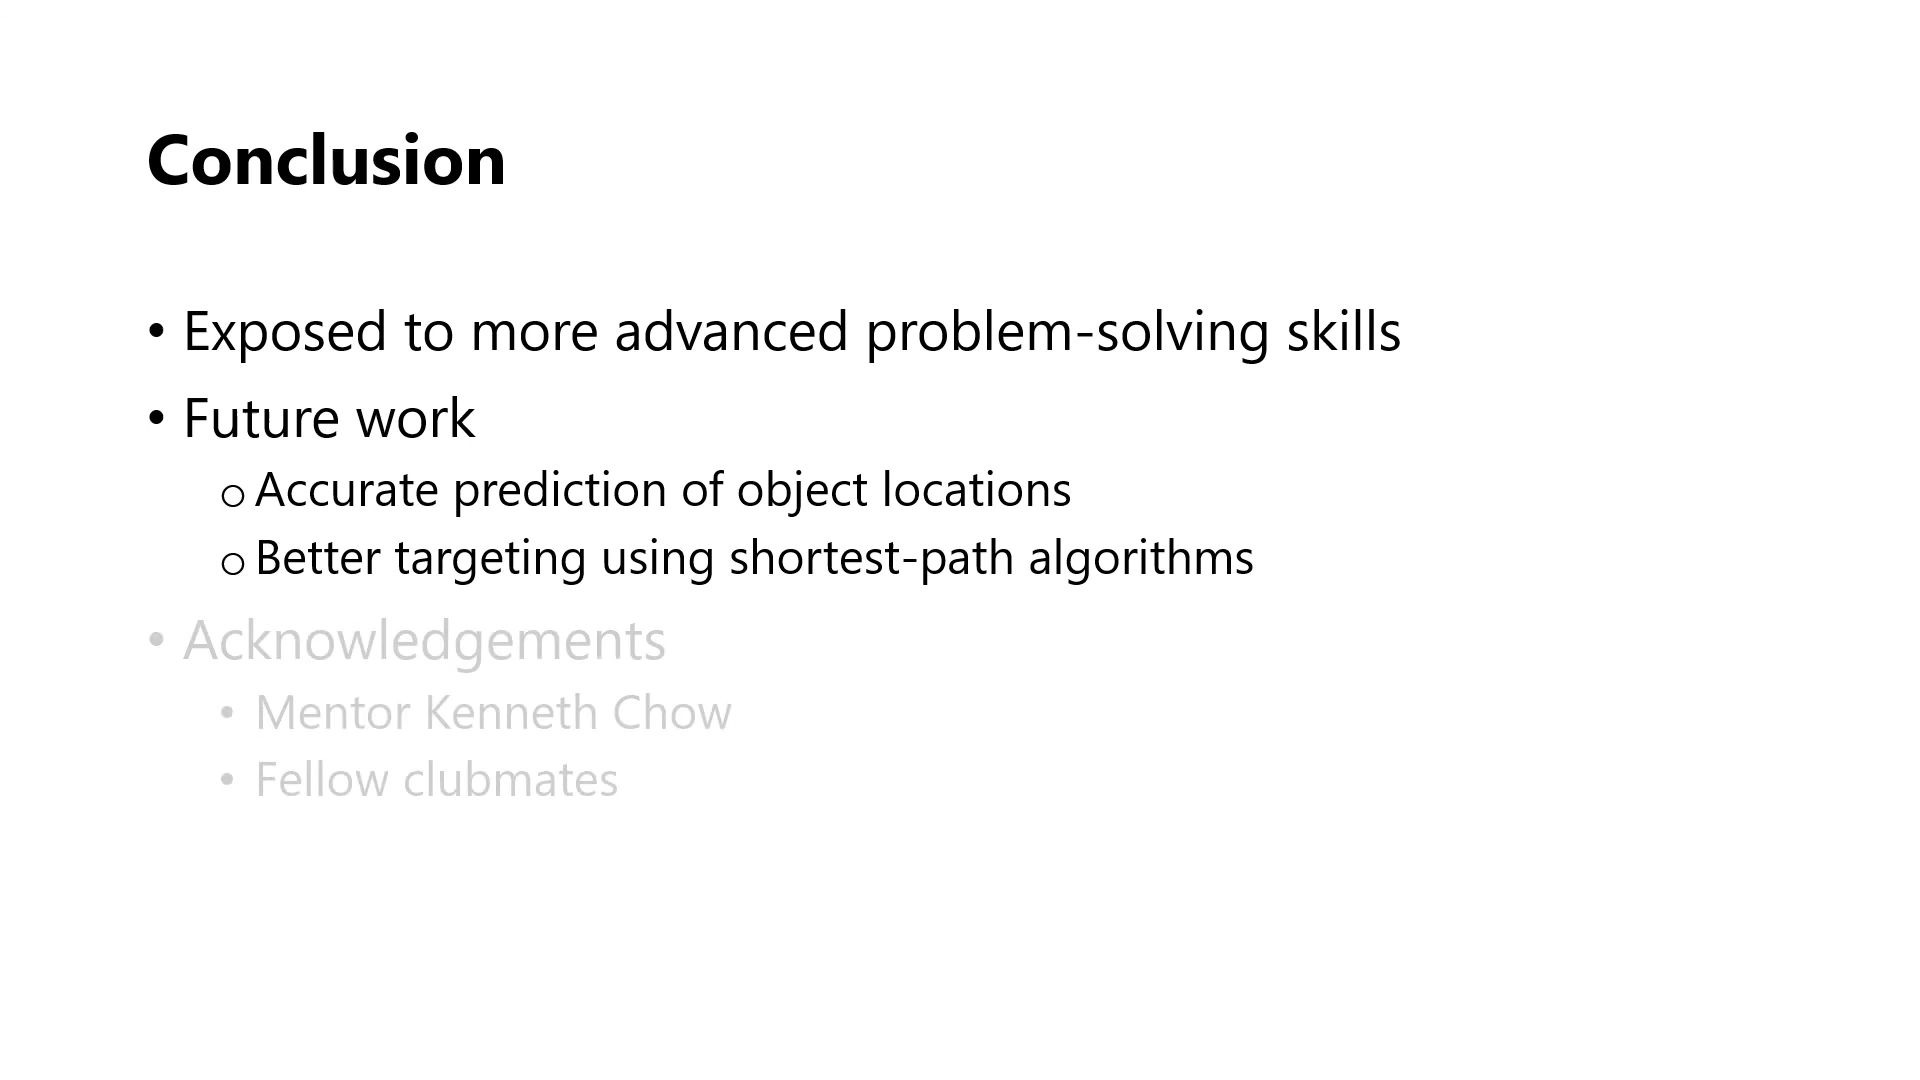 Conclusion
• Exposed to more advanced problem-solving skills
• Future work
o Accurate prediction of object locations
o Better targeting using shortest-path algorithms
• Acknowledgements
• Mentor Kenneth Chow
• Fellow clubmates